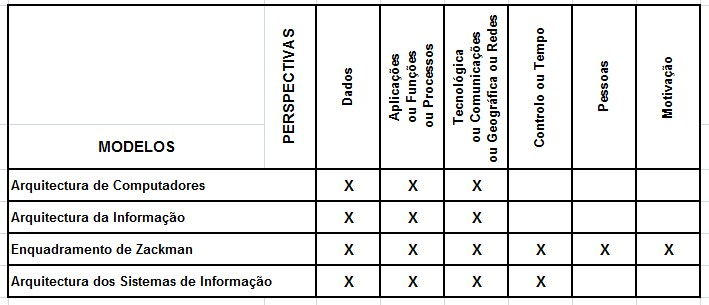 MODELOS
PERSPECTIVAS
Dados
Aplicações
ou Funções
ou Processos
Tecnológica
ou Comunicações
ou Geográfica ou Redes
Controlo ou Tempo
Pessoas
Motivação
Arquitectura de Computadores X X X
Arquitectura da Informação X X X
Enquadramento de Zackman X X X X X X
Arquitectura dos Sistemas de Informação X X X X